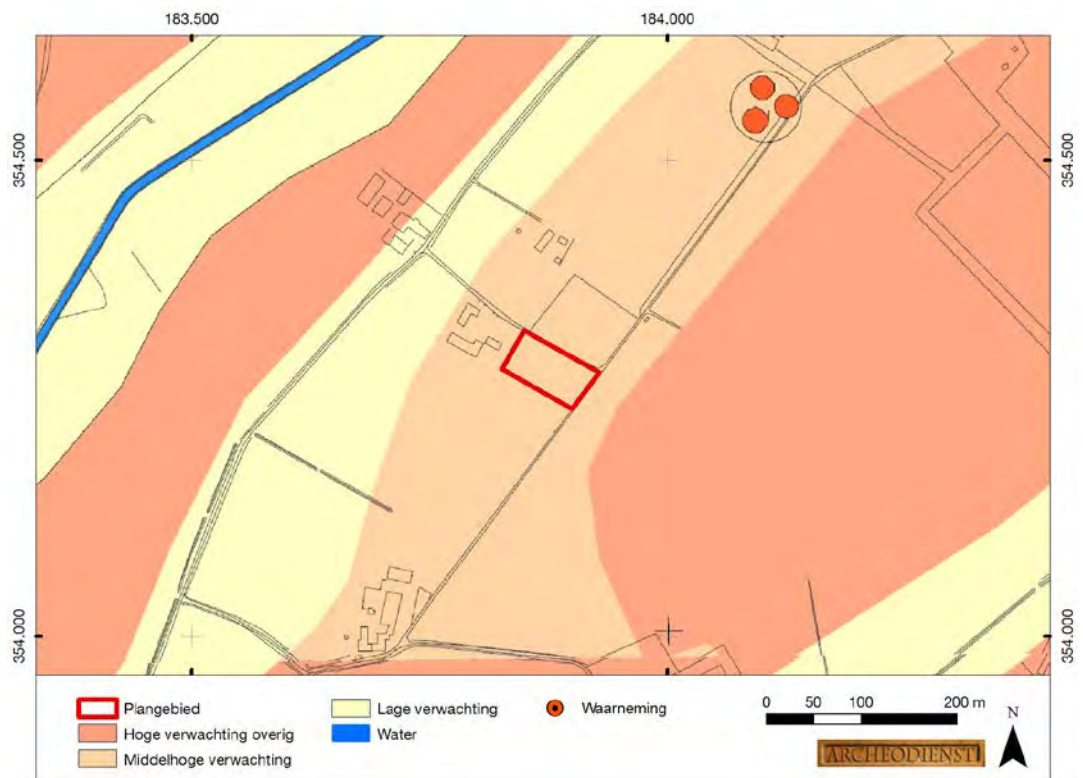 183.500
184.000
354.500
354.500
354.000
354.000
Plangebied
Hoge verwachting overig
Middelhoge verwachting
Lage verwachting
Water
Waarneming
0 50 100 200 m
N
ARCHEODIENST